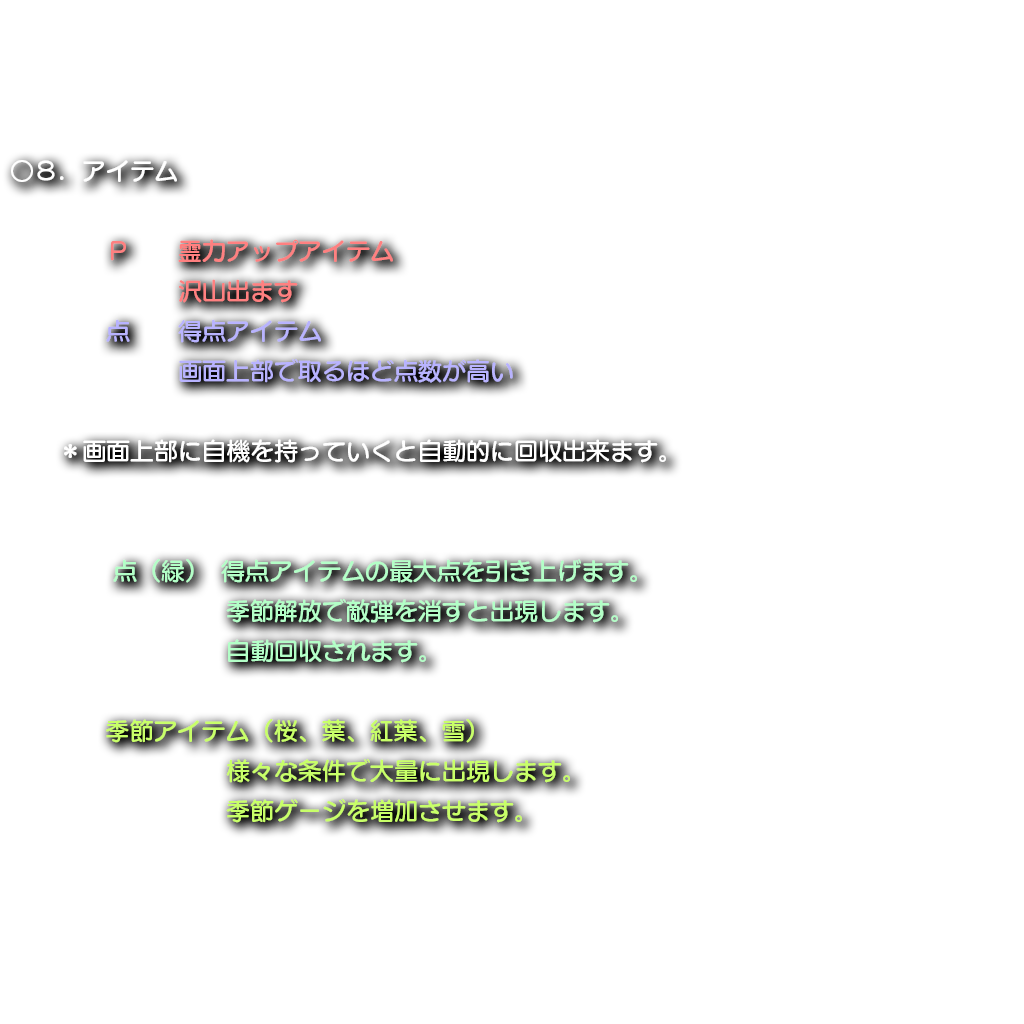 ○８．アイテム
Ｐ　　霊力アップアイテム
沢山出ます
点　　得点アイテム
画面上部で取るほど点数が高い
＊画面上部に自機を持っていくと自動的に回収出来ます。
点（緑）　得点アイテムの最大点を引き上げます。
季節解放で敵弾を消すと出現します。
自動回収されます。
季節アイテム（桜、葉、紅葉、雪）
様々な条件で大量に出現します。
季節ゲージを増加させます。